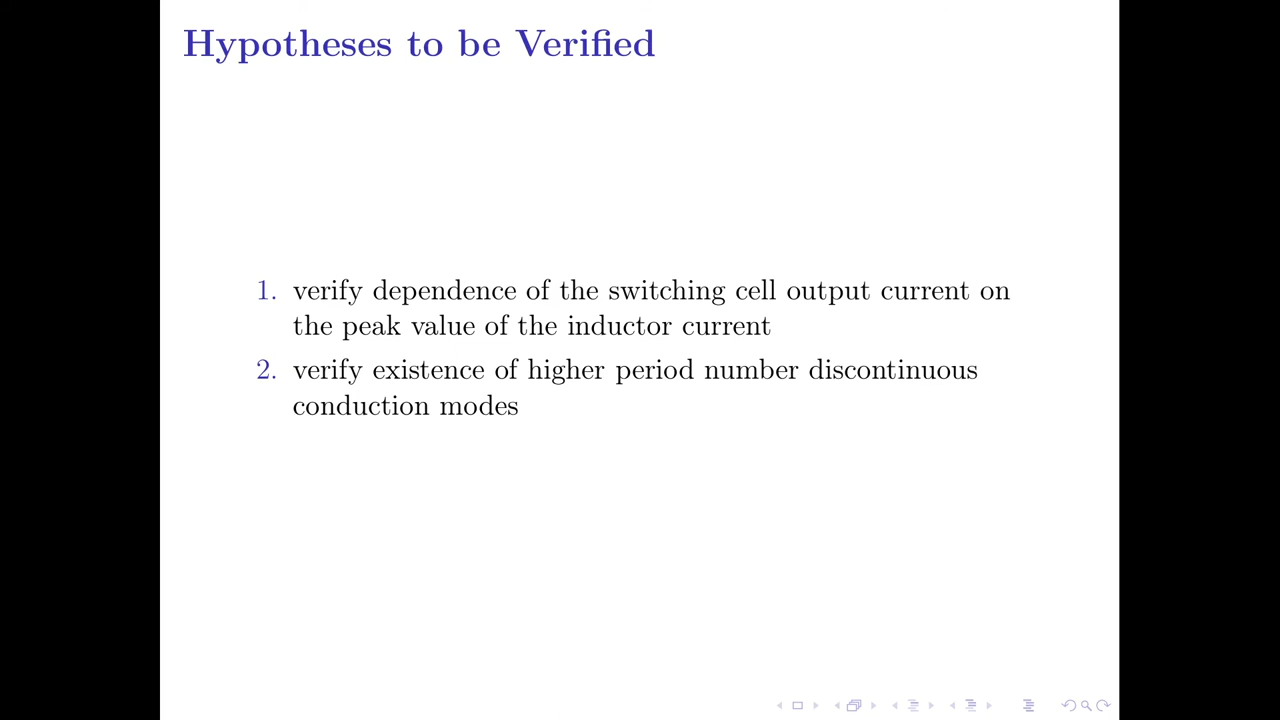 Hypotheses to be Verified
1. verify dependence of the switching cell output current on
the peak value of the inductor current
2. verify existence of higher period number discontinuous
conduction modes